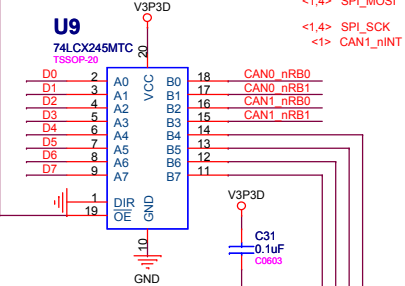 V3P3D
<1,4> SPI_MOSI
U9
<1,4> SPI_SCK
74LCX245MTC
<1> CAN1_nINT
TSSOP-20
20
D0 2 A0 VCC B0 18 CAN0_nRB0
D1 3 A1 B1 17 CAN0_nRB1
D2 4 A2 B2 16 CAN1_nRB0
D3 5 A3 B3 15 CAN1_nRB1
D4 6 A4 B4 14
D5 7 A5 B5 13
D6 8 A6 B6 12
D7 9 A7 B7 11
1 DIR
19 OE GND
V3P3D
10
C31
0.1uF
C0603
GND